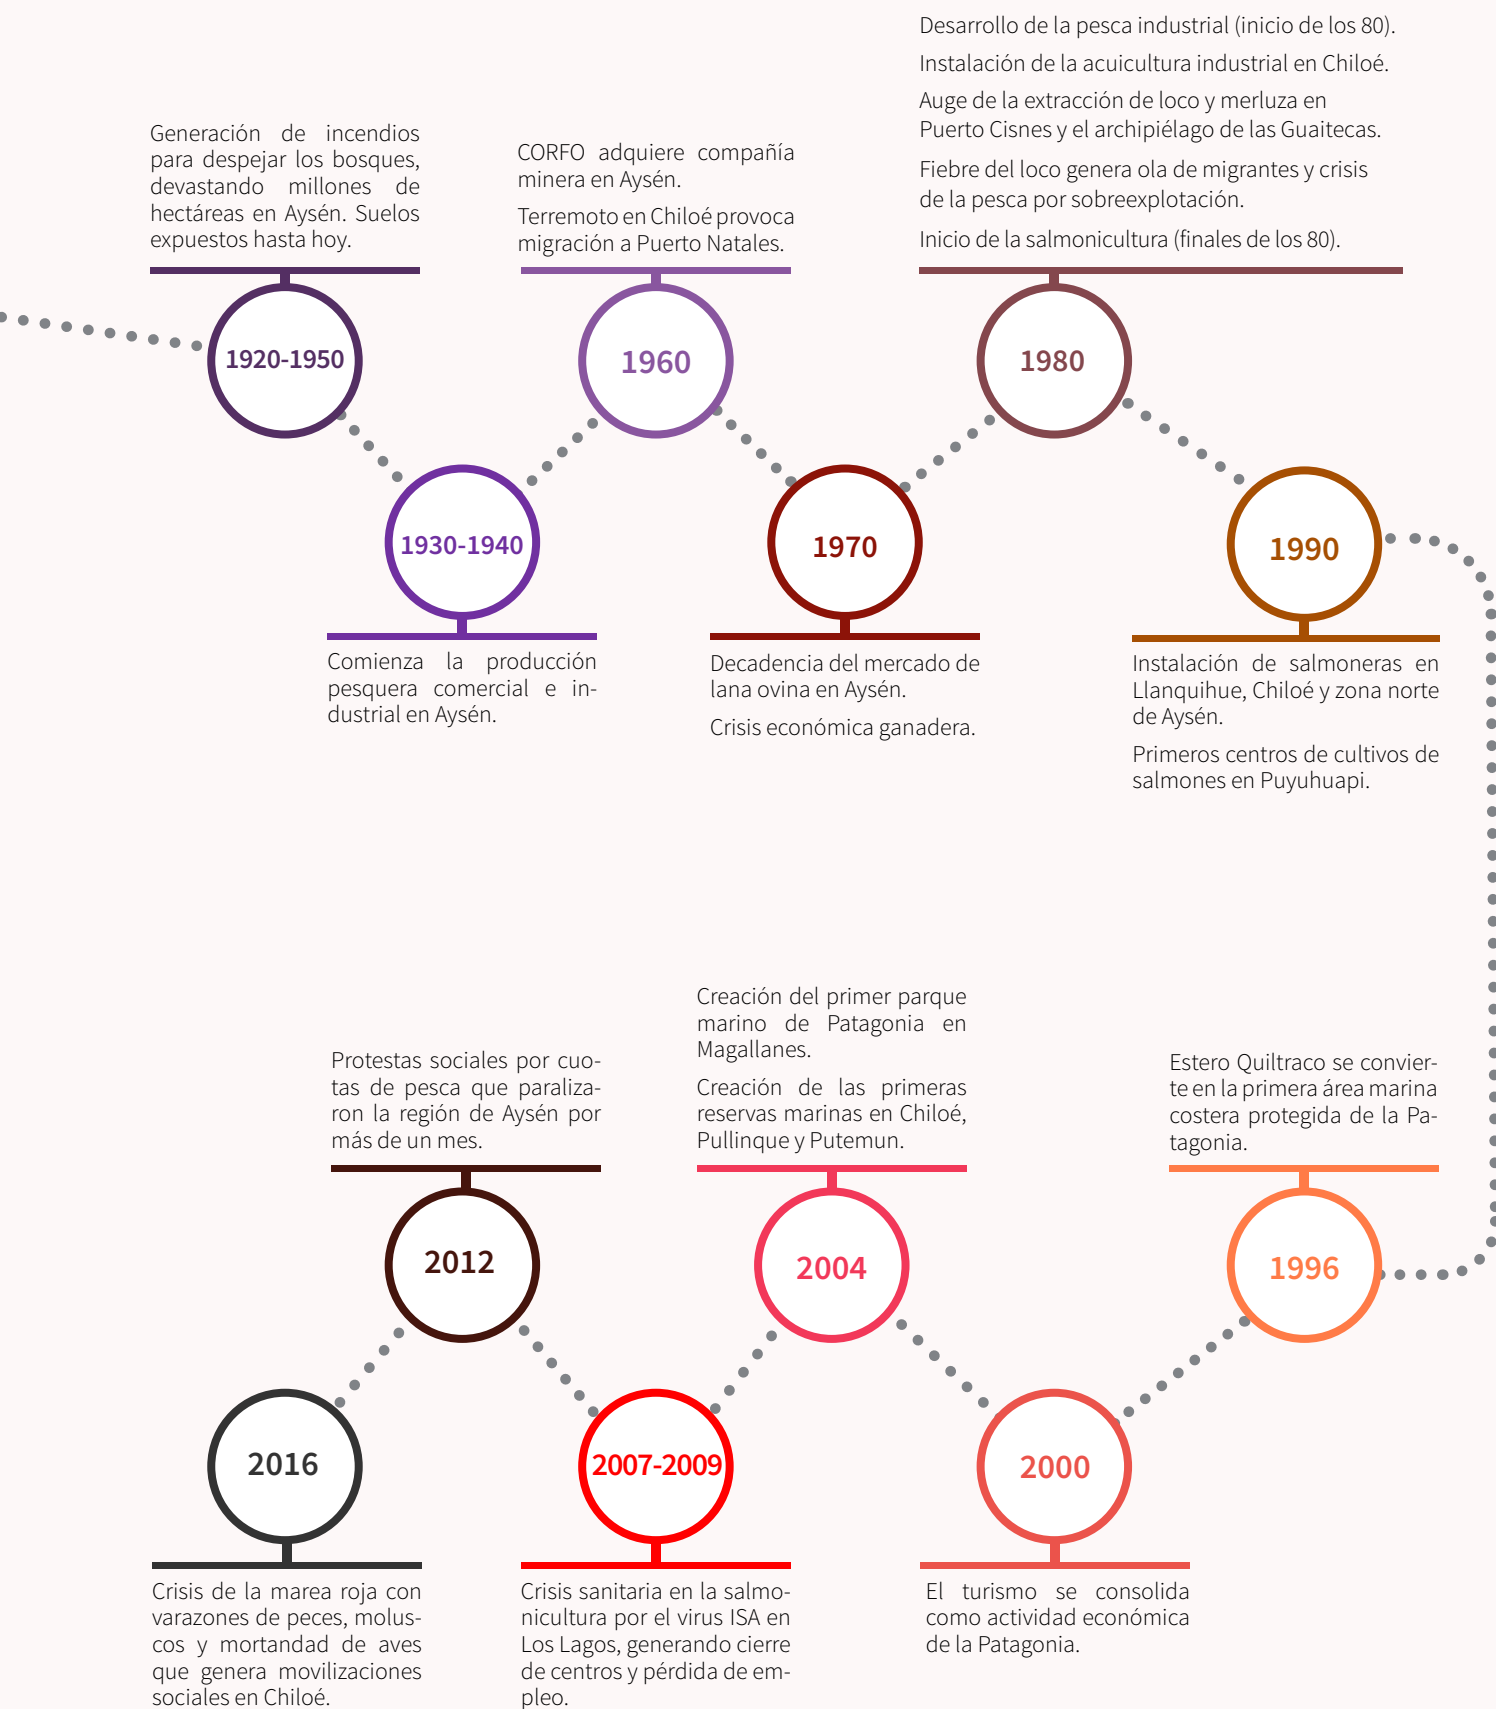 Generación de incendios
para despejar los bosques,
devastando millones de
hectáreas en Aysén. Suelos
expuestos hasta hoy.
1920-1950
1930-1940
Comienza la producción
pesquera comercial e in-
dustrial en Aysén.
CORFO adquiere compañía
minera en Aysén.
Terremoto en Chiloé provoca
migración a Puerto Natales.
1960
1970
Decadencia del mercado de
lana ovina en Aysén.
Crisis económica ganadera.
Desarrollo de la pesca industrial (inicio de los 80).
Instalación de la acuicultura industrial en Chiloé.
Auge de la extracción de loco y merluza en
Puerto Cisnes y el archipiélago de las Guaitecas.
Fiebre del loco genera ola de migrantes y crisis
de la pesca por sobreexplotación.
Inicio de la salmonicultura (finales de los 80).
1980
1990
Instalación de salmoneras en
Llanquihue, Chiloé y zona norte
de Aysén.
Primeros centros de cultivos de
salmones en Puyuhuapi.
Estero Quiltraco se convier-
te en la primera área marina
costera protegida de la Pa-
tagonia.
1996
2000
El turismo se consolida
como actividad económica
de la Patagonia.
Creación del primer parque
marino de Patagonia en
Magallanes.
Creación de las primeras
reservas marinas en Chiloé,
Pullinque y Putemun.
2004
2007-2009
Crisis sanitaria en la salmo-
nicultura por el virus ISA en
Los Lagos, generando cierre
de centros y pérdida de em-
pleo.
Protestas sociales por cuo-
tas de pesca que paraliza-
ron la región de Aysén por
más de un mes.
2012
2016
Crisis de la marea roja con
varazones de peces, molus-
cos y mortandad de aves
que genera movilizaciones
sociales en Chiloé.